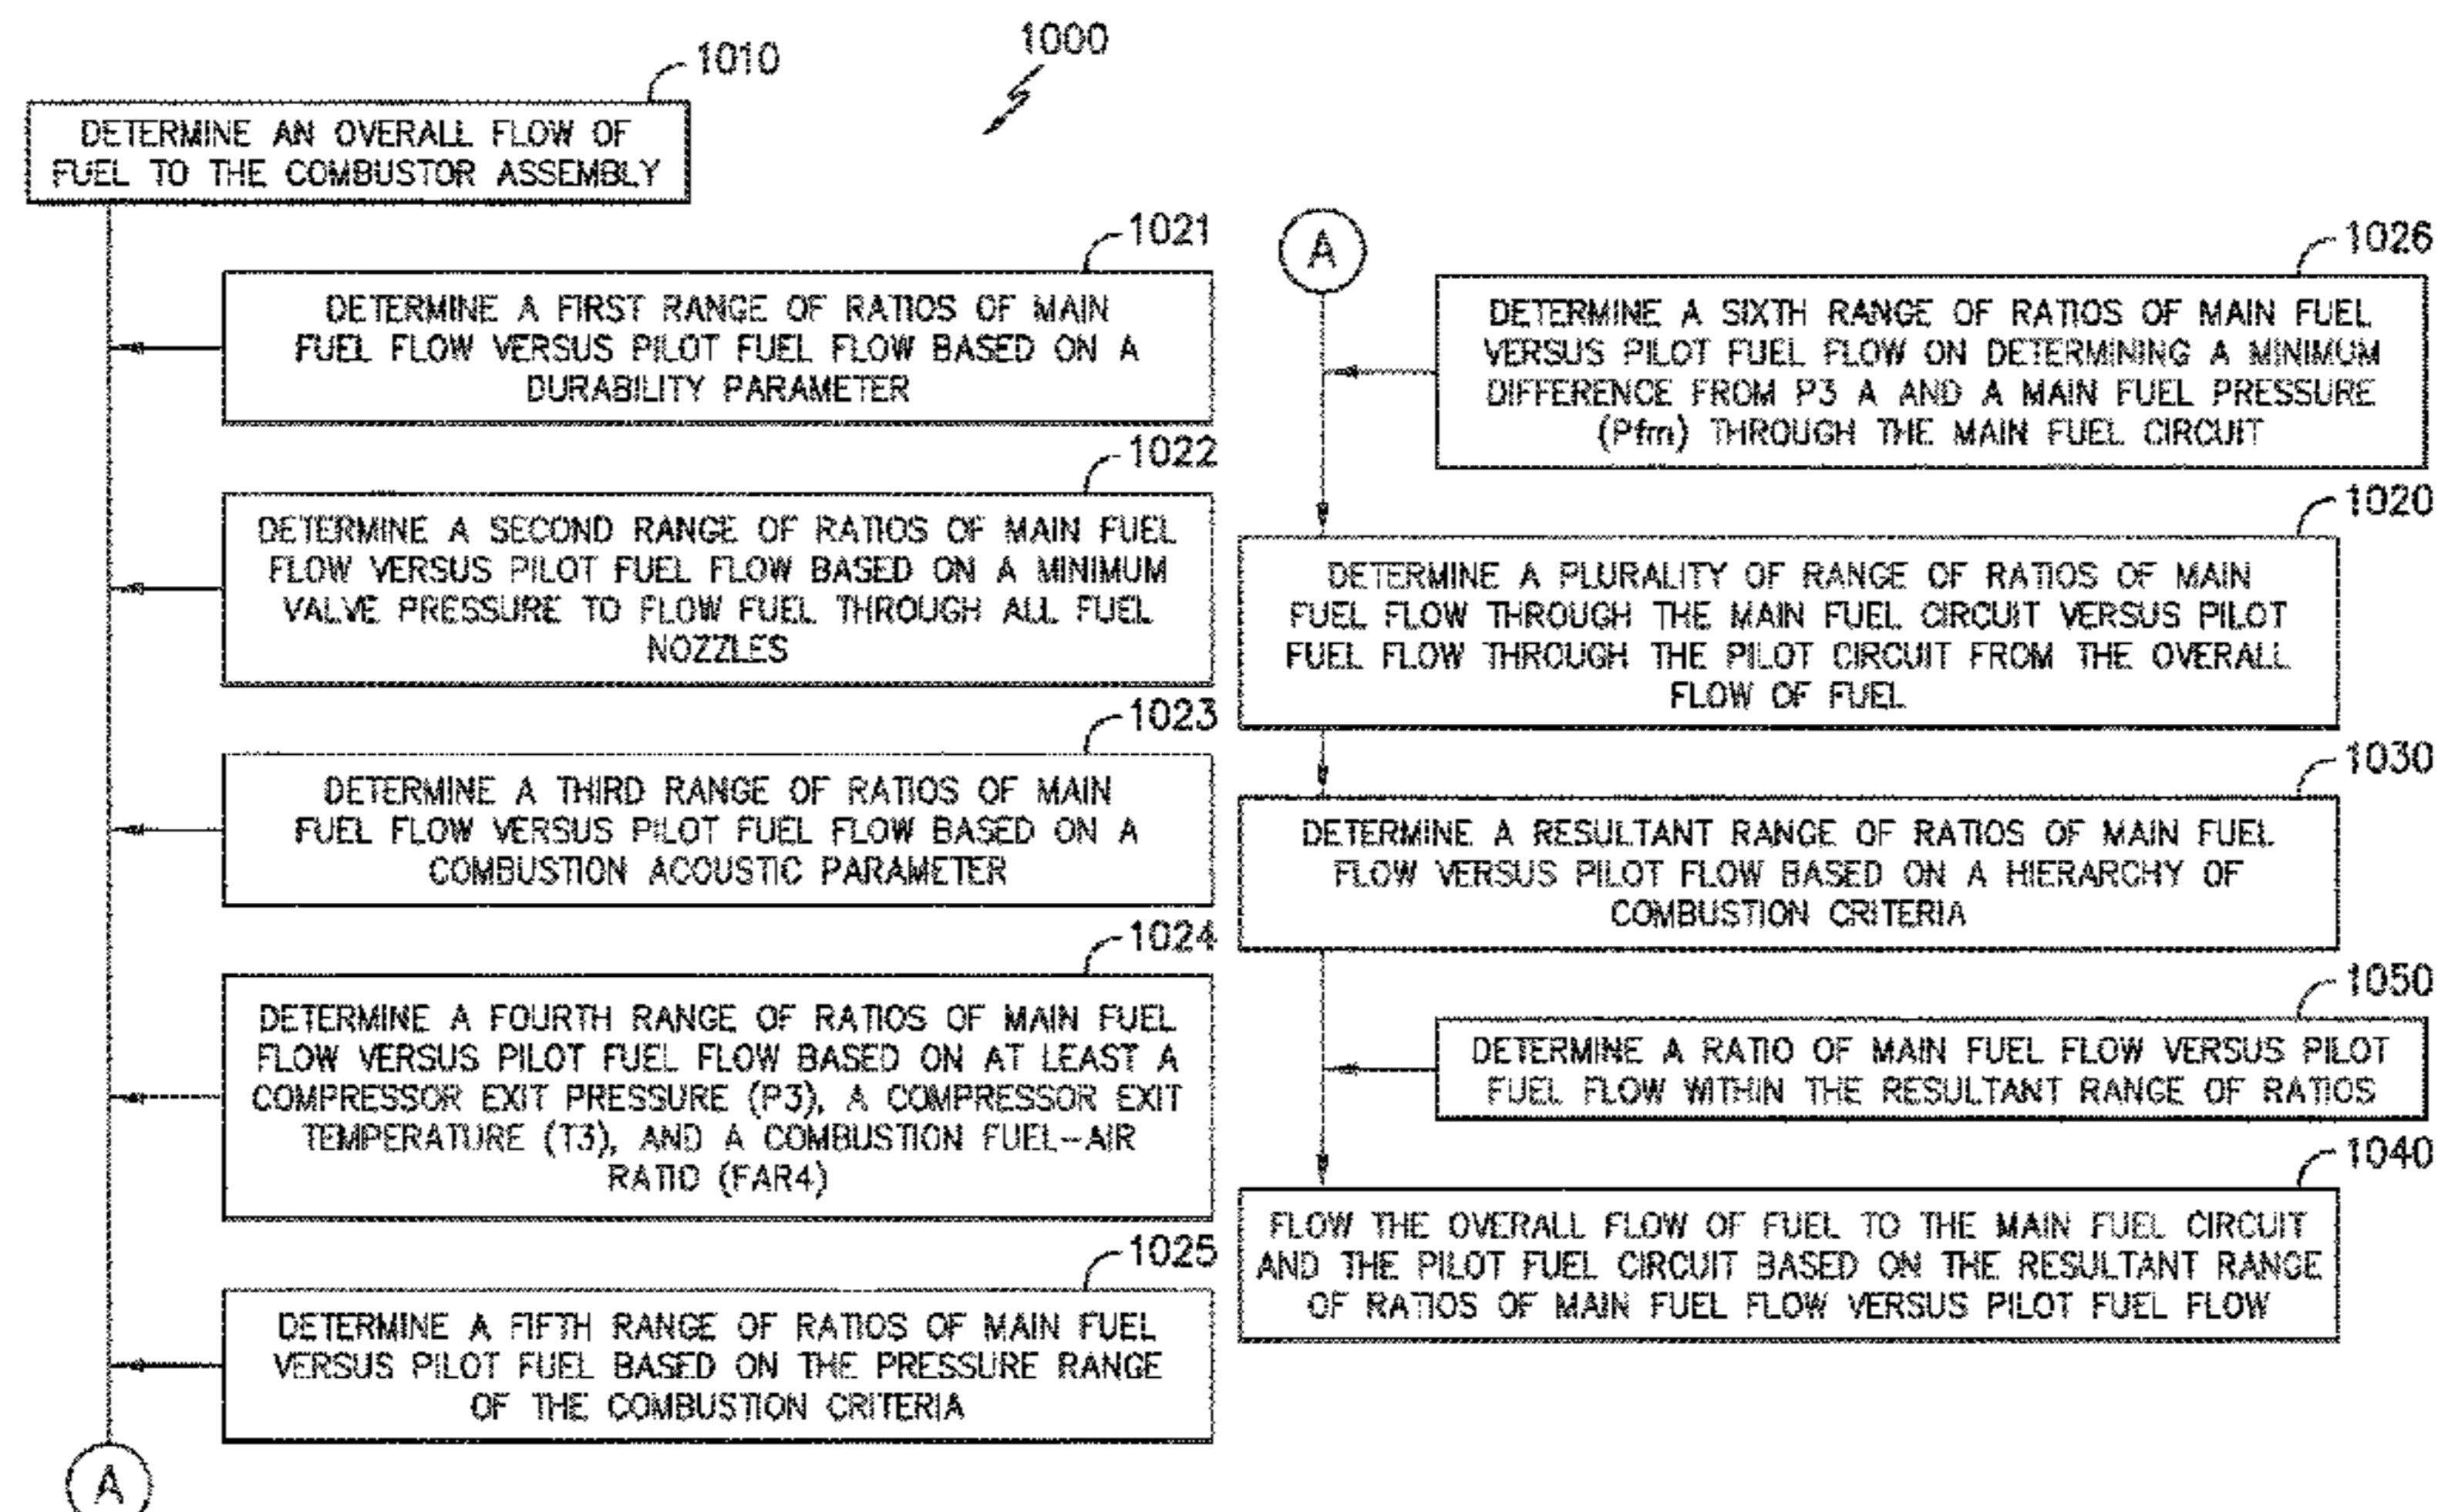 1000
1010
DETERMINE AN OVERALL FLOW OF
FUEL TO THE COMBUSTOR ASSEMBLY
1021
DETERMINE A FIRST RANGE OF RATIOS OF MAIN
FUEL FLOW VERSUS PILOT FUEL FLOW BASED ON A
DURABILITY PARAMETER
1022
DETERMINE A SECOND RANGE OF RATIOS OF MAIN FUEL
FLOW VERSUS PILOT FUEL FLOW BASED ON A MINIMUM
VALVE PRESSURE TO FLOW FUEL THROUGH ALL FUEL
NOZZLES
1023
DETERMINE A THIRD RANGE OF RATIOS OF MAIN
FUEL FLOW VERSUS PILOT FUEL FLOW BASED ON A
COMBUSTION ACOUSTIC PARAMETER
1024
DETERMINE A FOURTH RANGE OF RATIOS OF MAIN FUEL
FLOW VERSUS PILOT FUEL FLOW BASED ON AT LEAST A
COMPRESSOR EXIT PRESSURE (P3), A COMPRESSOR EXIT
TEMPERATURE (T3), AND A COMBUSTION FUEL-AIR
RATIO (FAR4)
1025
DETERMINE A FIFTH RANGE OF RATIOS OF MAIN FUEL
VERSUS PILOT FUEL BASED ON THE PRESSURE RANGE
OF THE COMBUSTION CRITERIA
A
A
1026
DETERMINE A SIXTH RANGE OF RATIOS OF MAIN FUEL
VERSUS PILOT FUEL FLOW ON DETERMINING A MINIMUM
DIFFERENCE FROM P3 A AND A MAIN FUEL PRESSURE
(Pfm) THROUGH THE MAIN FUEL CIRCUIT
1020
DETERMINE A PLURALITY OF RANGE OF RATIOS OF MAIN
FUEL FLOW THROUGH THE MAIN FUEL CIRCUIT VERSUS PILOT
FUEL FLOW THROUGH THE PILOT CIRCUIT FROM THE OVERALL
FLOW OF FUEL
1030
DETERMINE A RESULTANT RANGE OF RATIOS OF MAIN FUEL
FLOW VERSUS PILOT FLOW BASED ON A HIERARCHY OF
COMBUSTION CRITERIA
1050
DETERMINE A RATIO OF MAIN FUEL FLOW VERSUS PILOT
FUEL FLOW WITHIN THE RESULTANT RANGE OF RATIOS
1040
FLOW THE OVERALL FLOW OF FUEL TO THE MAIN FUEL CIRCUIT
AND THE PILOT FUEL CIRCUIT BASED ON THE RESULTANT RANGE
OF RATIOS OF MAIN FUEL FLOW VERSUS PILOT FUEL FLOW